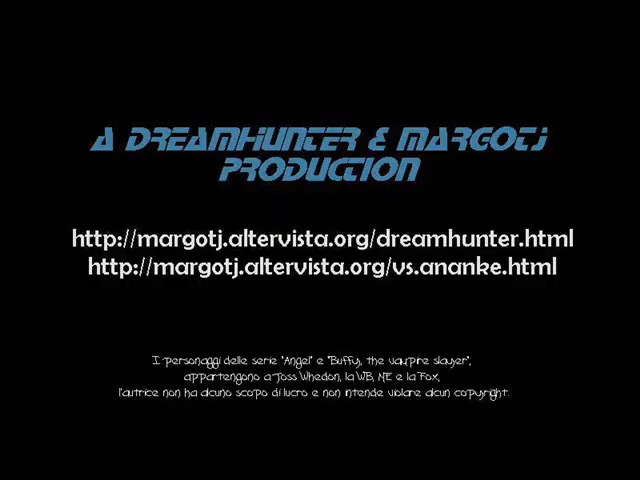 A DREAMHUNTER & MARGOTJ
PRODUCTION
http://margotj.altervista.org/dreamhunter.html
http://margotj.altervista.org/vs.ananke.html
I personaggi delle serie "Angel" e "Buffy, the vampire slayer",
appartengono a Joss Whedon, la WB, ME e la Fox,
l'autrice non ha alcuno scopo di lucro e non intende violare alcun copyright.